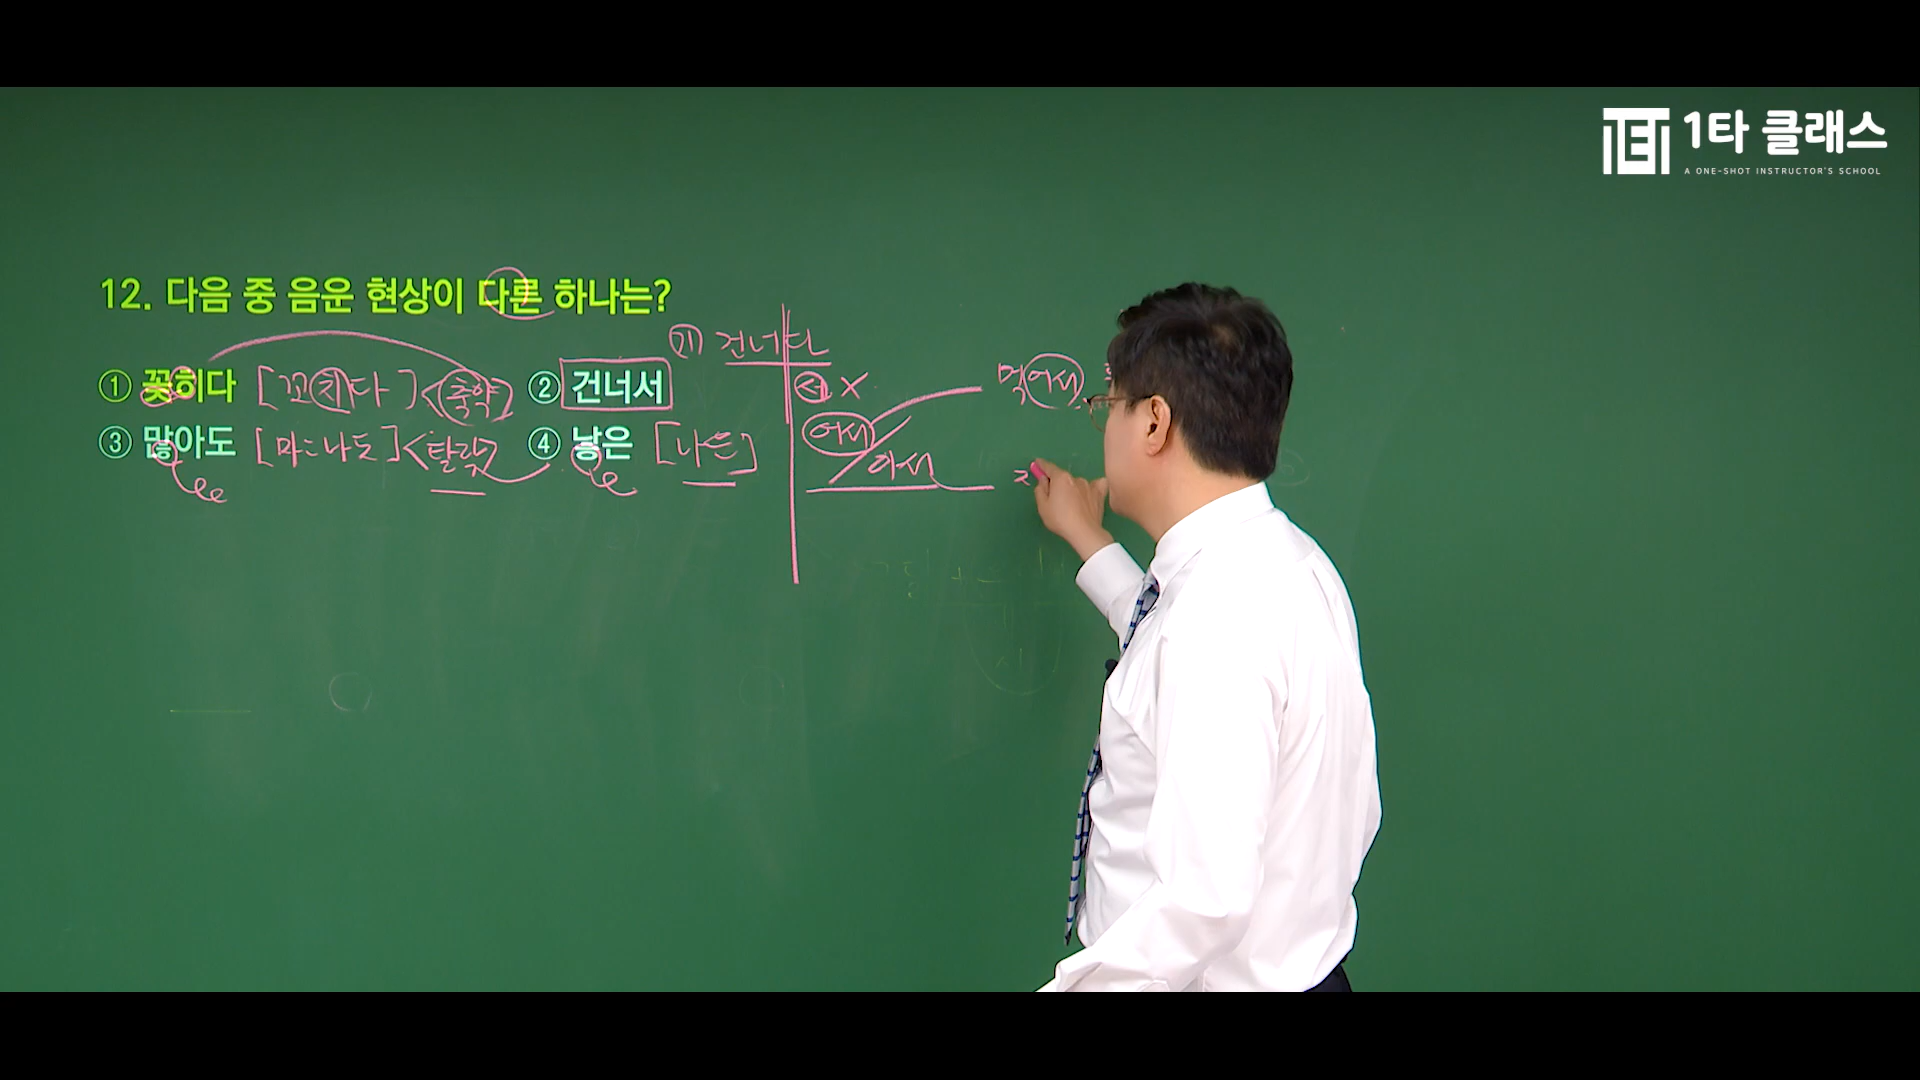 1타 클래스
A ONE-SHOT INSTRUCTOR'S SCHOOL
12. 다음 중 음운 현상이 다른 하나는?
① 꽂히다 [꼬치다] <축약> ② 건너서
③ 많아도 [마나도] <탈락> ④ 낳은 [나은]
기 건너다
서 X
어서 / 아서
먹어서